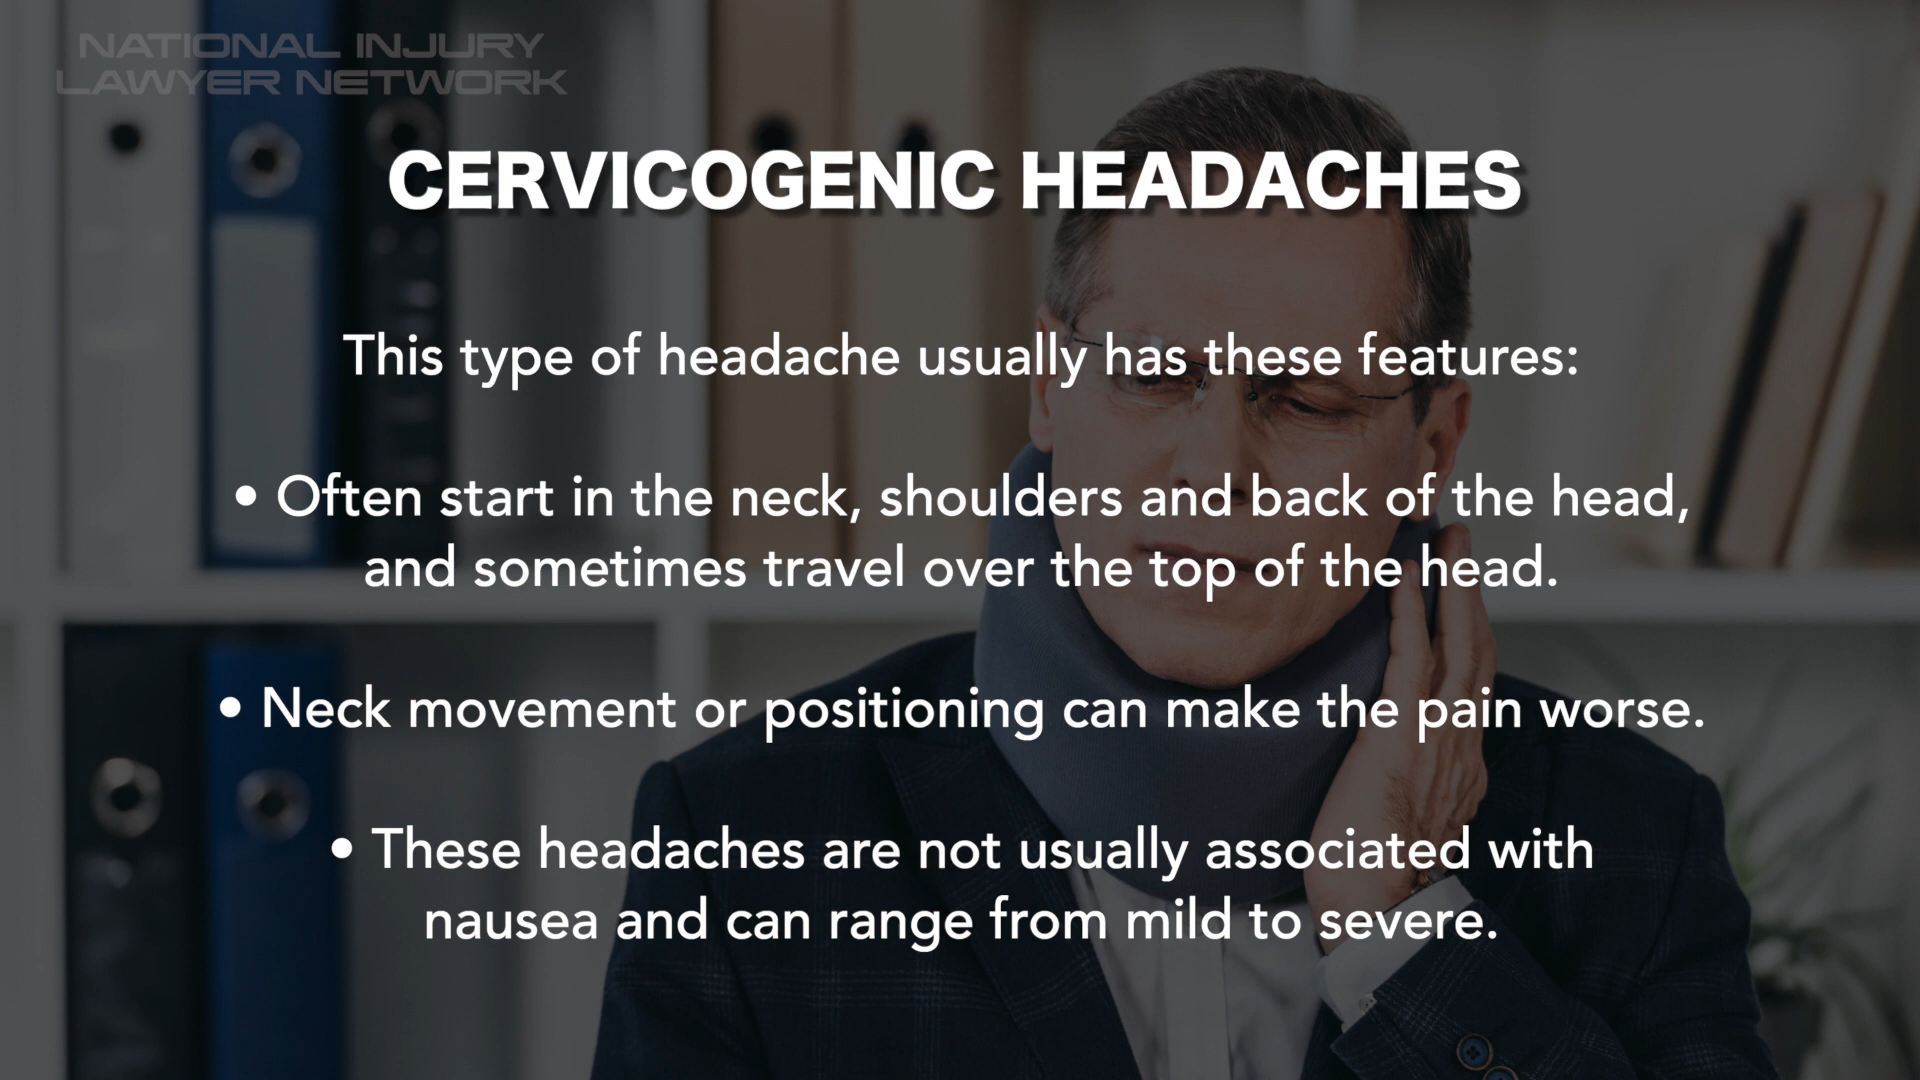 NATIONAL INJURY
LAWYER NETWORK
CERVICOGENIC HEADACHES
This type of headache usually has these features:
• Often start in the neck, shoulders and back of the head,
and sometimes travel over the top of the head.
• Neck movement or positioning can make the pain worse.
• These headaches are not usually associated with
nausea and can range from mild to severe.